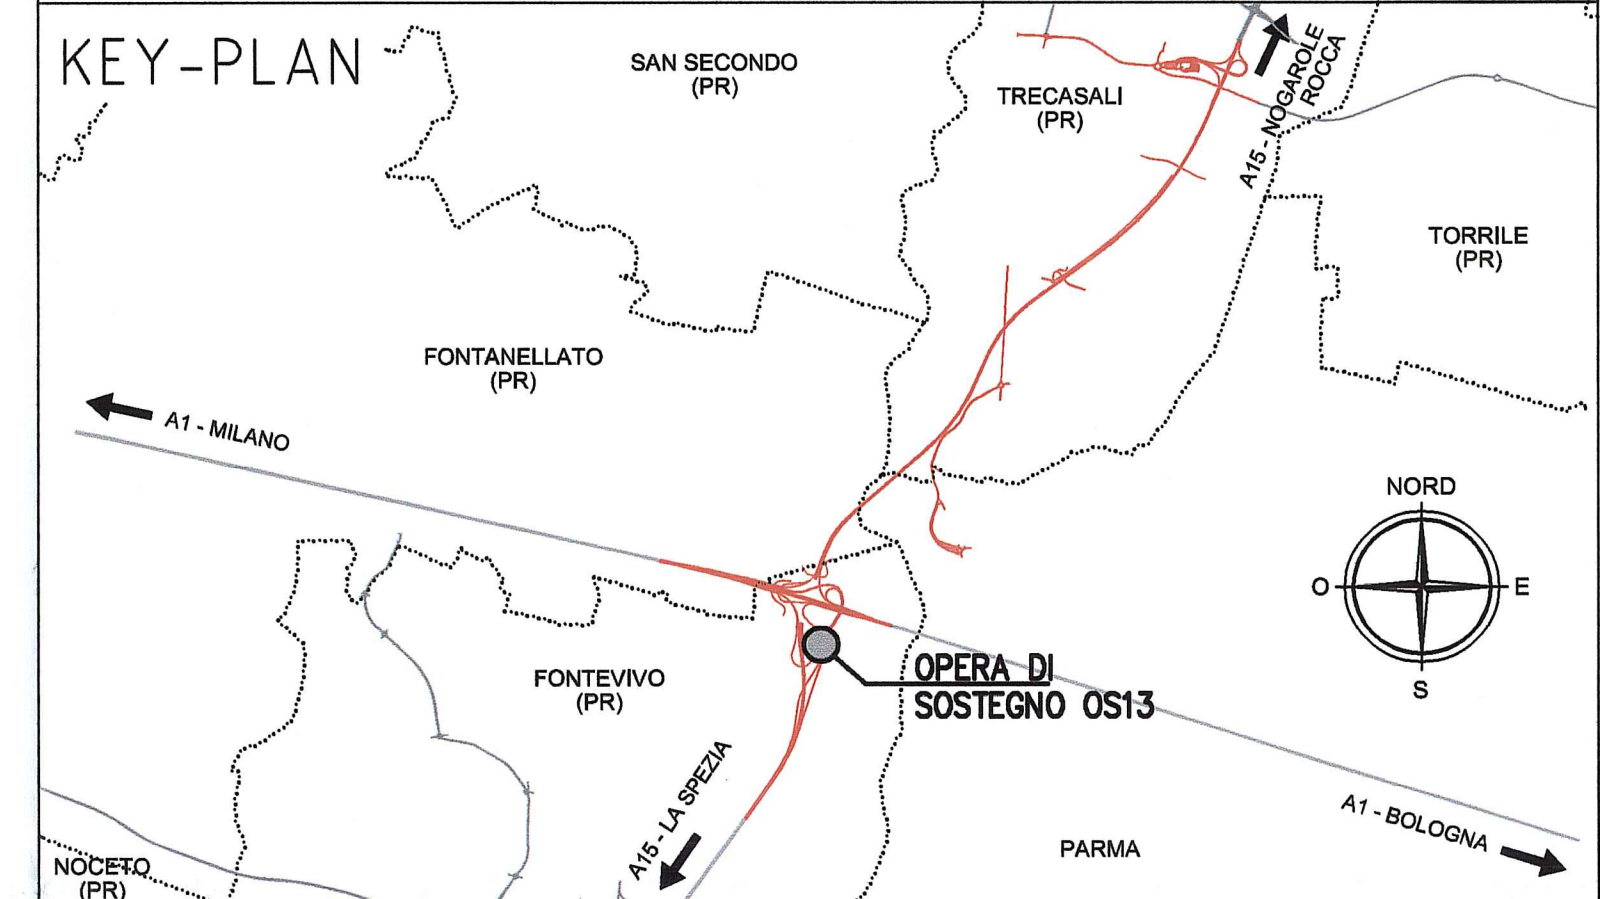 KEY-PLAN
SAN SECONDO
(PR)
TRECASALI
(PR)
A15 - NOGAROLE
ROCCA
TORRILE
(PR)
FONTANELLATO
(PR)
A1 - MILANO
NORD
O
E
S
FONTEVIVO
(PR)
OPERA DI
SOSTEGNO OS13
A15 - LA SPEZIA
A1 - BOLOGNA
PARMA
NOCETO
(PR)